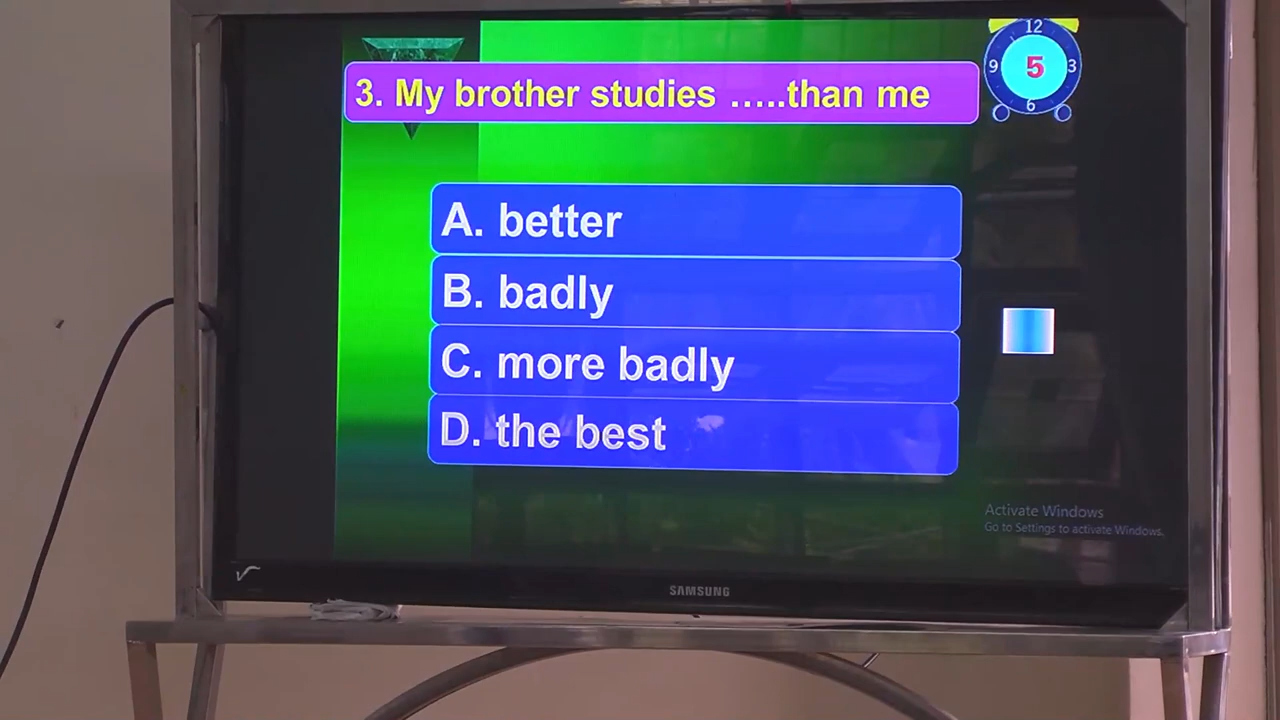 12
9 5 3
6
3. My brother studies .....than me
A. better
B. badly
C. more badly
D. the best
Activate Windows
Go to Settings to activate Windows.
SAMSUNG